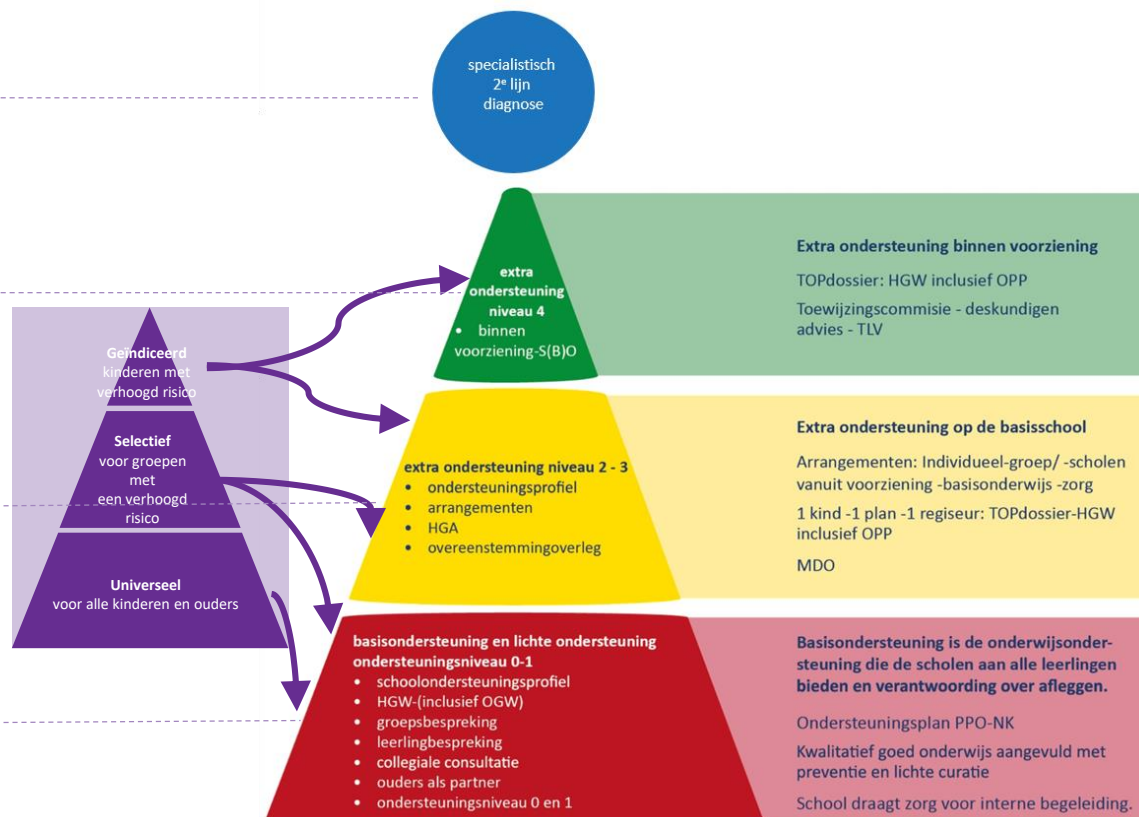 specialistisch
2e lijn
diagnose
extra
ondersteuning
niveau 4
• binnen
voorziening-S(B)O
Extra ondersteuning binnen voorziening
TOPdossier: HGW inclusief OPP
Toewijzingscommisie - deskundigen
advies - TLV
Geïndiceerd
kinderen met
verhoogd risico
Selectief
voor groepen
met
een verhoogd
risico
Universeel
voor alle kinderen en ouders
extra ondersteuning niveau 2 - 3
• ondersteuningsprofiel
• arrangementen
• HGA
• overeenstemmingoverleg
Extra ondersteuning op de basisschool
Arrangementen: Individueel-groep/ -scholen
vanuit voorziening -basisonderwijs -zorg
1 kind -1 plan -1 regiseur: TOPdossier-HGW
inclusief OPP
MDO
basisondersteuning en lichte ondersteuning
ondersteuningsniveau 0-1
• schoolondersteuningsprofiel
• HGW-(inclusief OGW)
• groepsbespreking
• leerlingbespreking
• collegiale consultatie
• ouders als partner
• ondersteuningsniveau 0 en 1
Basisondersteuning is de onderwijsonder-
steuning die de scholen aan alle leerlingen
bieden en verantwoording over afleggen.
Ondersteuningsplan PPO-NK
Kwalitatief goed onderwijs aangevuld met
preventie en lichte curatie
School draagt zorg voor interne begeleiding.